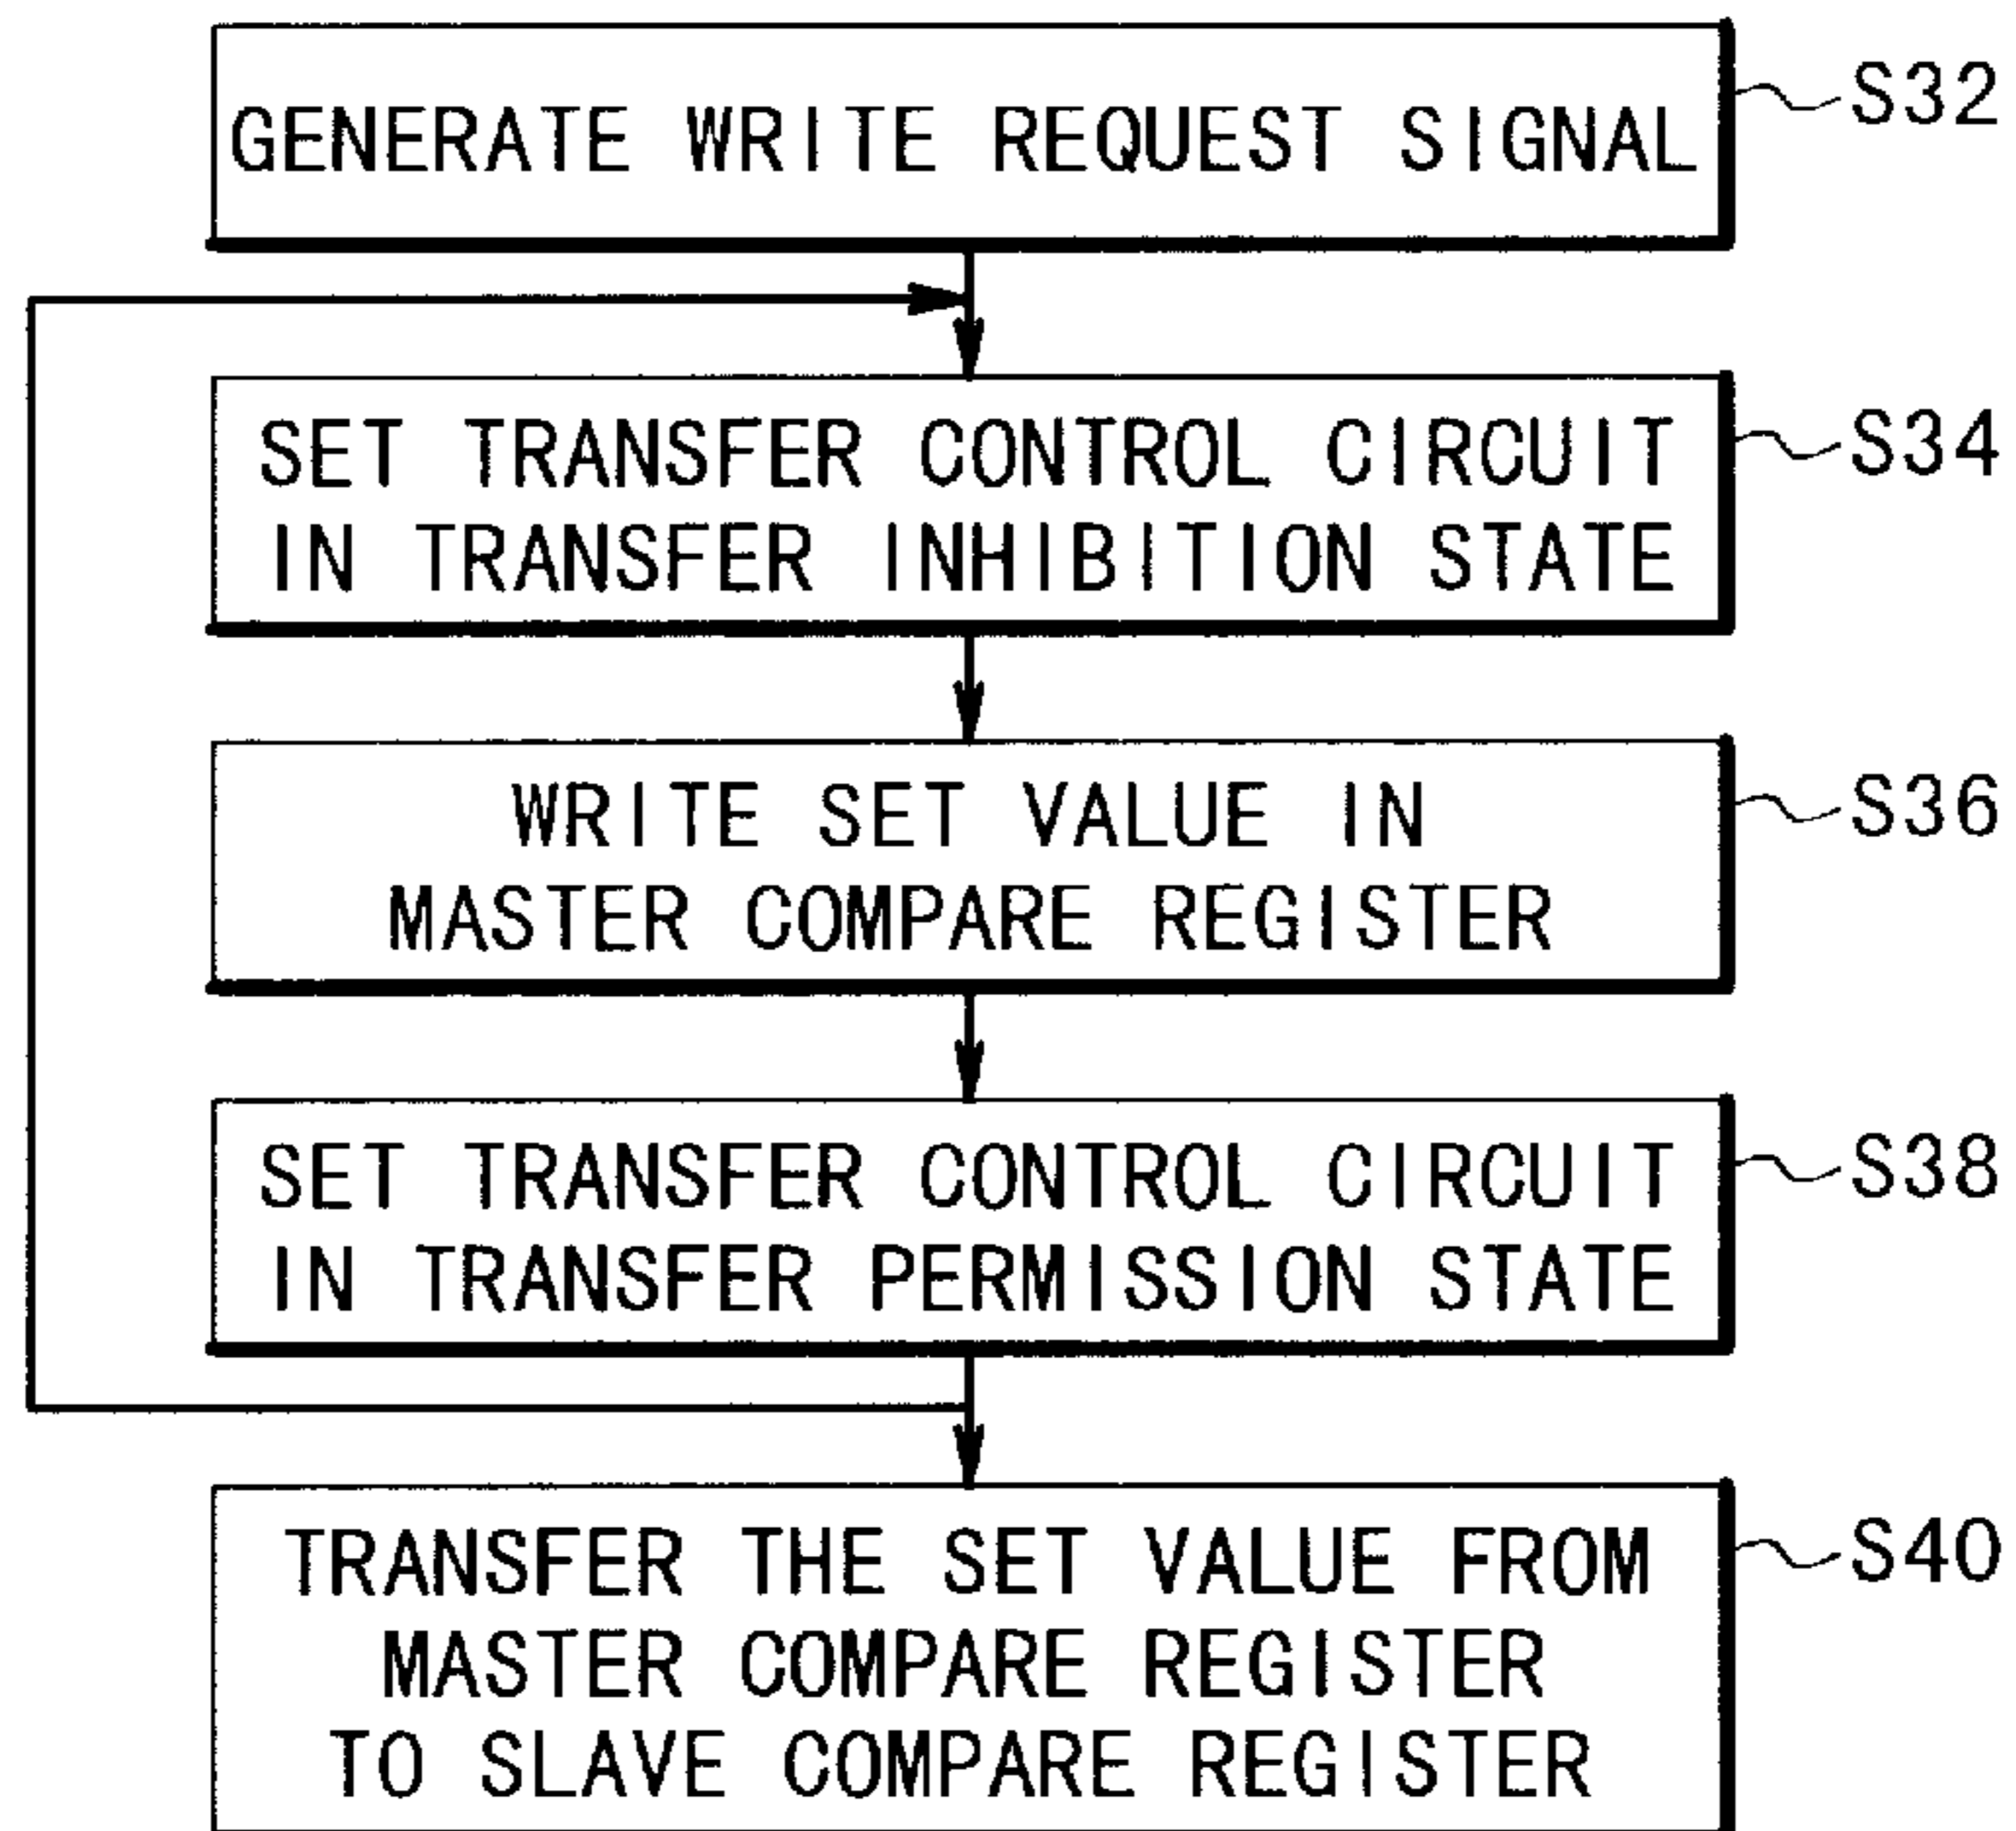 GENERATE WRITE REQUEST SIGNAL
S32
SET TRANSFER CONTROL CIRCUIT
IN TRANSFER INHIBITION STATE
S34
WRITE SET VALUE IN
MASTER COMPARE REGISTER
S36
SET TRANSFER CONTROL CIRCUIT
IN TRANSFER PERMISSION STATE
S38
TRANSFER THE SET VALUE FROM
MASTER COMPARE REGISTER
TO SLAVE COMPARE REGISTER
S40